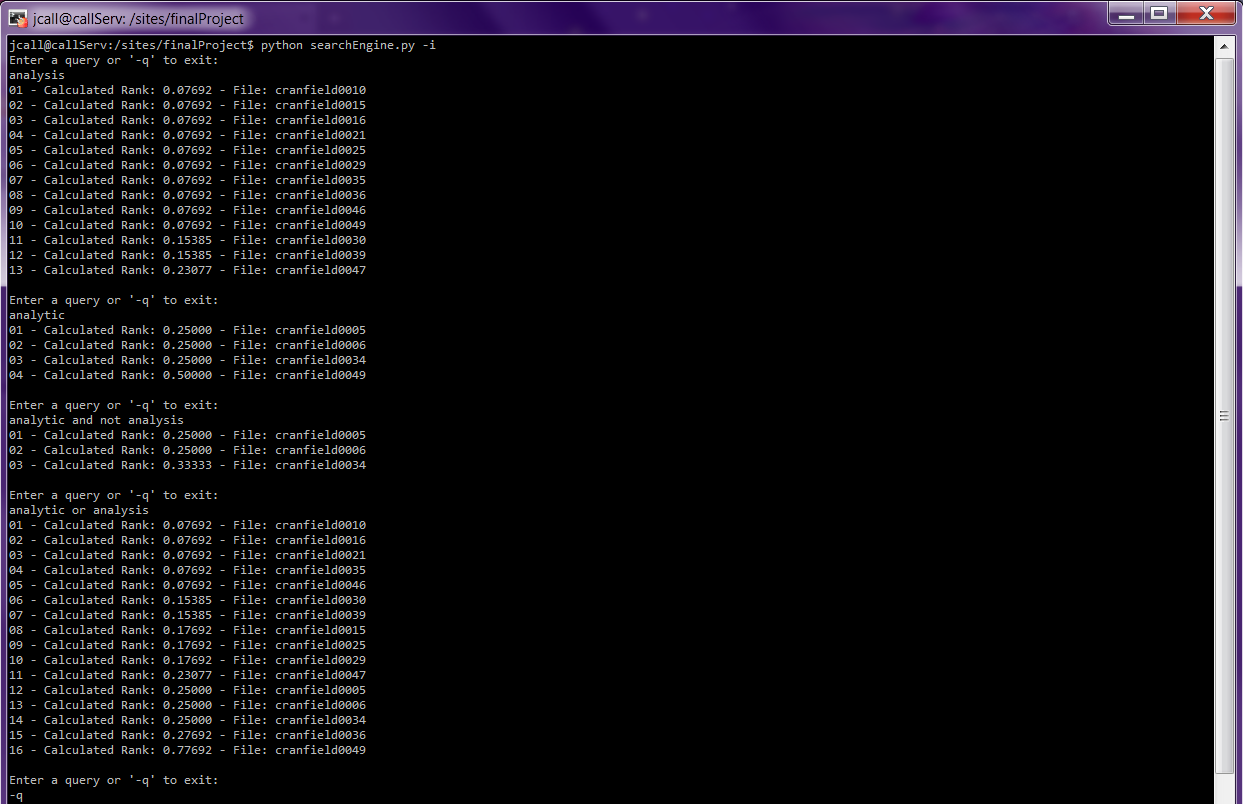 jcall@callServ: /sites/finalProject
jcall@callServ:/sites/finalProject$ python searchEngine.py -i
Enter a query or '-q' to exit:
analysis
01 - Calculated Rank: 0.07692 - File: cranfield0010
02 - Calculated Rank: 0.07692 - File: cranfield0015
03 - Calculated Rank: 0.07692 - File: cranfield0016
04 - Calculated Rank: 0.07692 - File: cranfield0021
05 - Calculated Rank: 0.07692 - File: cranfield0025
06 - Calculated Rank: 0.07692 - File: cranfield0029
07 - Calculated Rank: 0.07692 - File: cranfield0035
08 - Calculated Rank: 0.07692 - File: cranfield0036
09 - Calculated Rank: 0.07692 - File: cranfield0046
10 - Calculated Rank: 0.07692 - File: cranfield0049
11 - Calculated Rank: 0.15385 - File: cranfield0030
12 - Calculated Rank: 0.15385 - File: cranfield0039
13 - Calculated Rank: 0.23077 - File: cranfield0047
Enter a query or '-q' to exit:
analytic
01 - Calculated Rank: 0.25000 - File: cranfield0005
02 - Calculated Rank: 0.25000 - File: cranfield0006
03 - Calculated Rank: 0.25000 - File: cranfield0034
04 - Calculated Rank: 0.50000 - File: cranfield0049
Enter a query or '-q' to exit:
analytic and not analysis
01 - Calculated Rank: 0.25000 - File: cranfield0005
02 - Calculated Rank: 0.25000 - File: cranfield0006
03 - Calculated Rank: 0.33333 - File: cranfield0034
Enter a query or '-q' to exit:
analytic or analysis
01 - Calculated Rank: 0.07692 - File: cranfield0010
02 - Calculated Rank: 0.07692 - File: cranfield0016
03 - Calculated Rank: 0.07692 - File: cranfield0021
04 - Calculated Rank: 0.07692 - File: cranfield0035
05 - Calculated Rank: 0.07692 - File: cranfield0046
06 - Calculated Rank: 0.15385 - File: cranfield0030
07 - Calculated Rank: 0.15385 - File: cranfield0039
08 - Calculated Rank: 0.17692 - File: cranfield0015
09 - Calculated Rank: 0.17692 - File: cranfield0025
10 - Calculated Rank: 0.17692 - File: cranfield0029
11 - Calculated Rank: 0.23077 - File: cranfield0047
12 - Calculated Rank: 0.25000 - File: cranfield0005
13 - Calculated Rank: 0.25000 - File: cranfield0006
14 - Calculated Rank: 0.25000 - File: cranfield0034
15 - Calculated Rank: 0.27692 - File: cranfield0036
16 - Calculated Rank: 0.77692 - File: cranfield0049
Enter a query or '-q' to exit:
-q